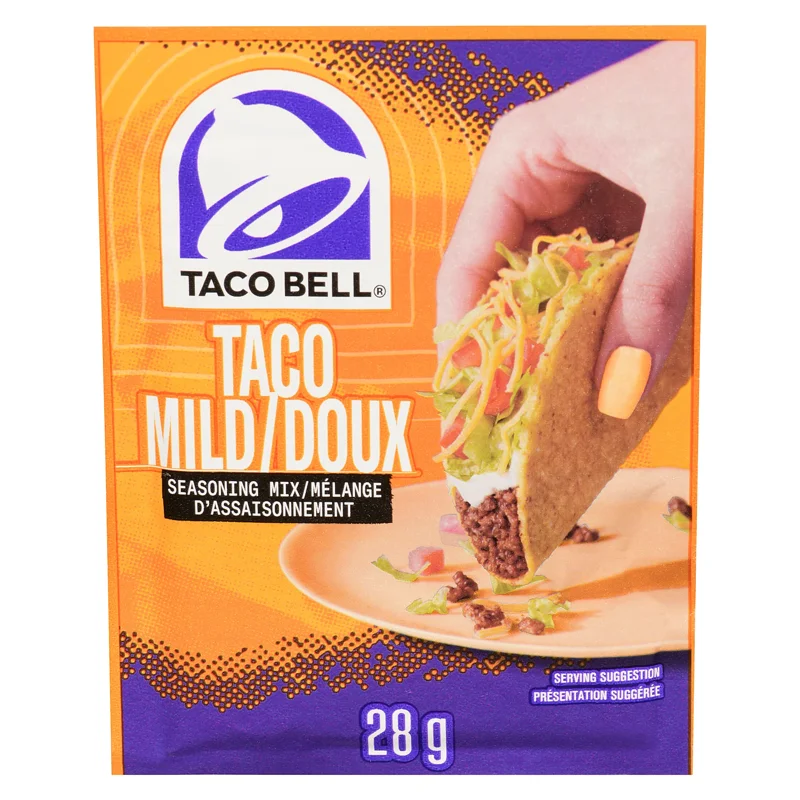 TACO BELL®
TACO
MILD/DOUX
SEASONING MIX/MÉLANGE
D'ASSAISONNEMENT
SERVING SUGGESTION
PRÉSENTATION SUGGÉRÉE
28 g